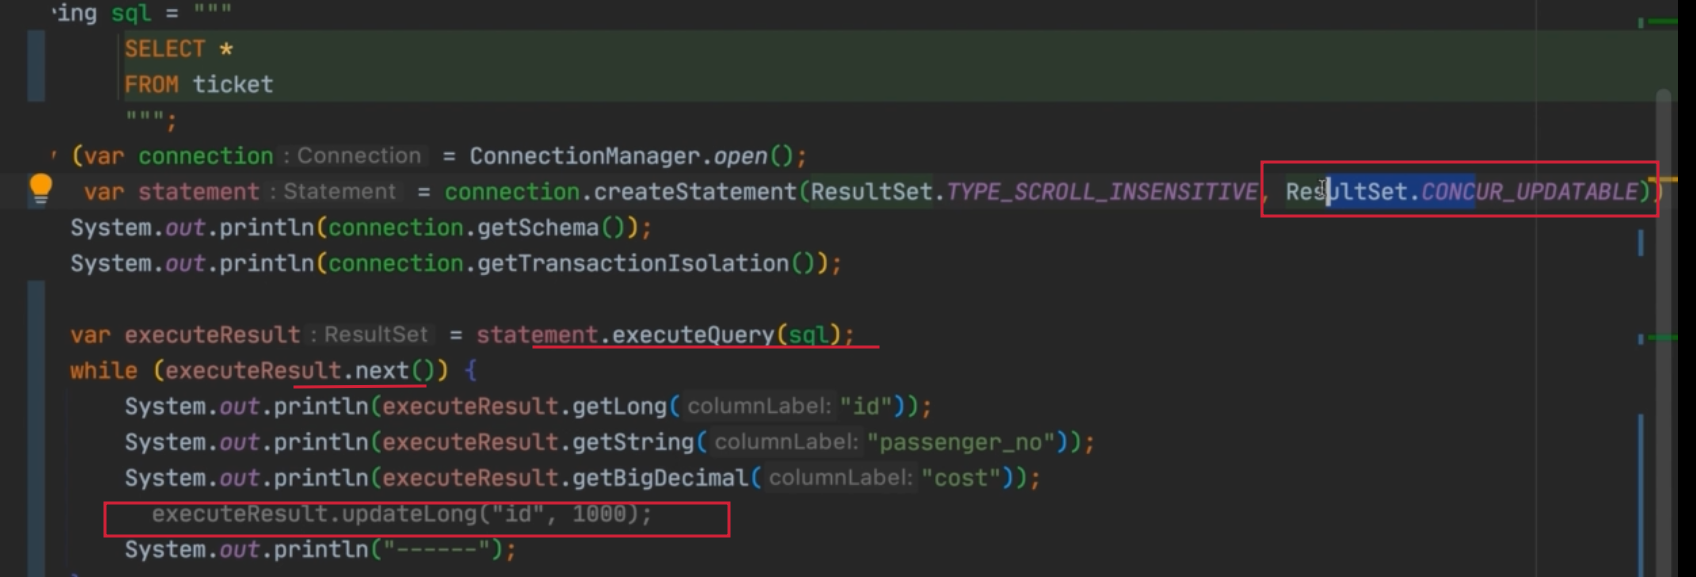 ring sql = """
SELECT *
FROM ticket
""";
(var connection : Connection = ConnectionManager.open();
var statement : Statement = connection.createStatement(ResultSet.TYPE_SCROLL_INSENSITIVE, ResultSet.CONCUR_UPDATABLE))
System.out.println(connection.getSchema());
System.out.println(connection.getTransactionIsolation());
var executeResult : ResultSet = statement.executeQuery(sql);
while (executeResult.next()) {
System.out.println(executeResult.getLong( columnLabel: "id"));
System.out.println(executeResult.getString( columnLabel: "passenger_no"));
System.out.println(executeResult.getBigDecimal( columnLabel: "cost"));
executeResult.updateLong("id", 1000);
System.out.println("------");